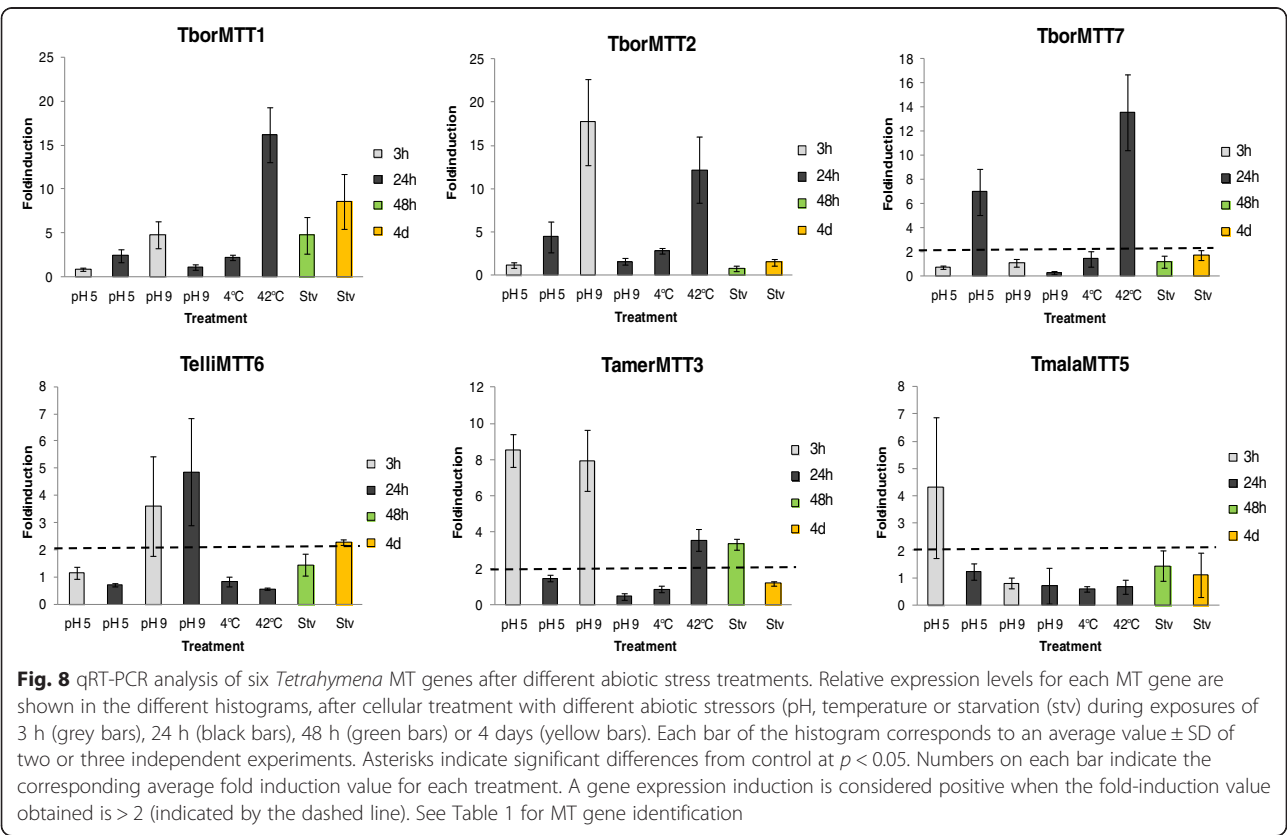 TborMTT1
25
20
15
10
5
0
Foldinduction
pH 5 pH 5 pH 9 pH 9 4ºC 42ºC Stv Stv
Treatment
3h
24h
48h
4d
TborMTT2
25
20
15
10
5
0
Foldinduction
pH 5 pH 5 pH 9 pH 9 4ºC 42ºC Stv Stv
Treatment
3h
24h
48h
4d
TborMTT7
18
16
14
12
10
8
6
4
2
0
Foldinduction
pH 5 pH 5 pH 9 pH 9 4ºC 42ºC Stv Stv
Treatment
3h
24h
48h
4d
TelliMTT6
8
7
6
5
4
3
2
1
0
Foldinduction
pH 5 pH 5 pH 9 pH 9 4ºC 42ºC Stv Stv
Treatment
3h
24h
48h
4d
TamerMTT3
12
10
8
6
4
2
0
Foldinduction
pH 5 pH 5 pH 9 pH 9 4ºC 42ºC Stv Stv
Treatment
3h
24h
48h
4d
TmalaMTT5
8
7
6
5
4
3
2
1
0
Foldinduction
pH 5 pH 5 pH 9 pH 9 4ºC 42ºC Stv Stv
Treatment
3h
24h
48h
4d
Fig. 8 qRT-PCR analysis of six Tetrahymena MT genes after different abiotic stress treatments. Relative expression levels for each MT gene are
shown in the different histograms, after cellular treatment with different abiotic stressors (pH, temperature or starvation (stv) during exposures of
3 h (grey bars), 24 h (black bars), 48 h (green bars) or 4 days (yellow bars). Each bar of the histogram corresponds to an average value ± SD of
two or three independent experiments. Asterisks indicate significant differences from control at p < 0.05. Numbers on each bar indicate the
corresponding average fold induction value for each treatment. A gene expression induction is considered positive when the fold-induction value
obtained is > 2 (indicated by the dashed line). See Table 1 for MT gene identification